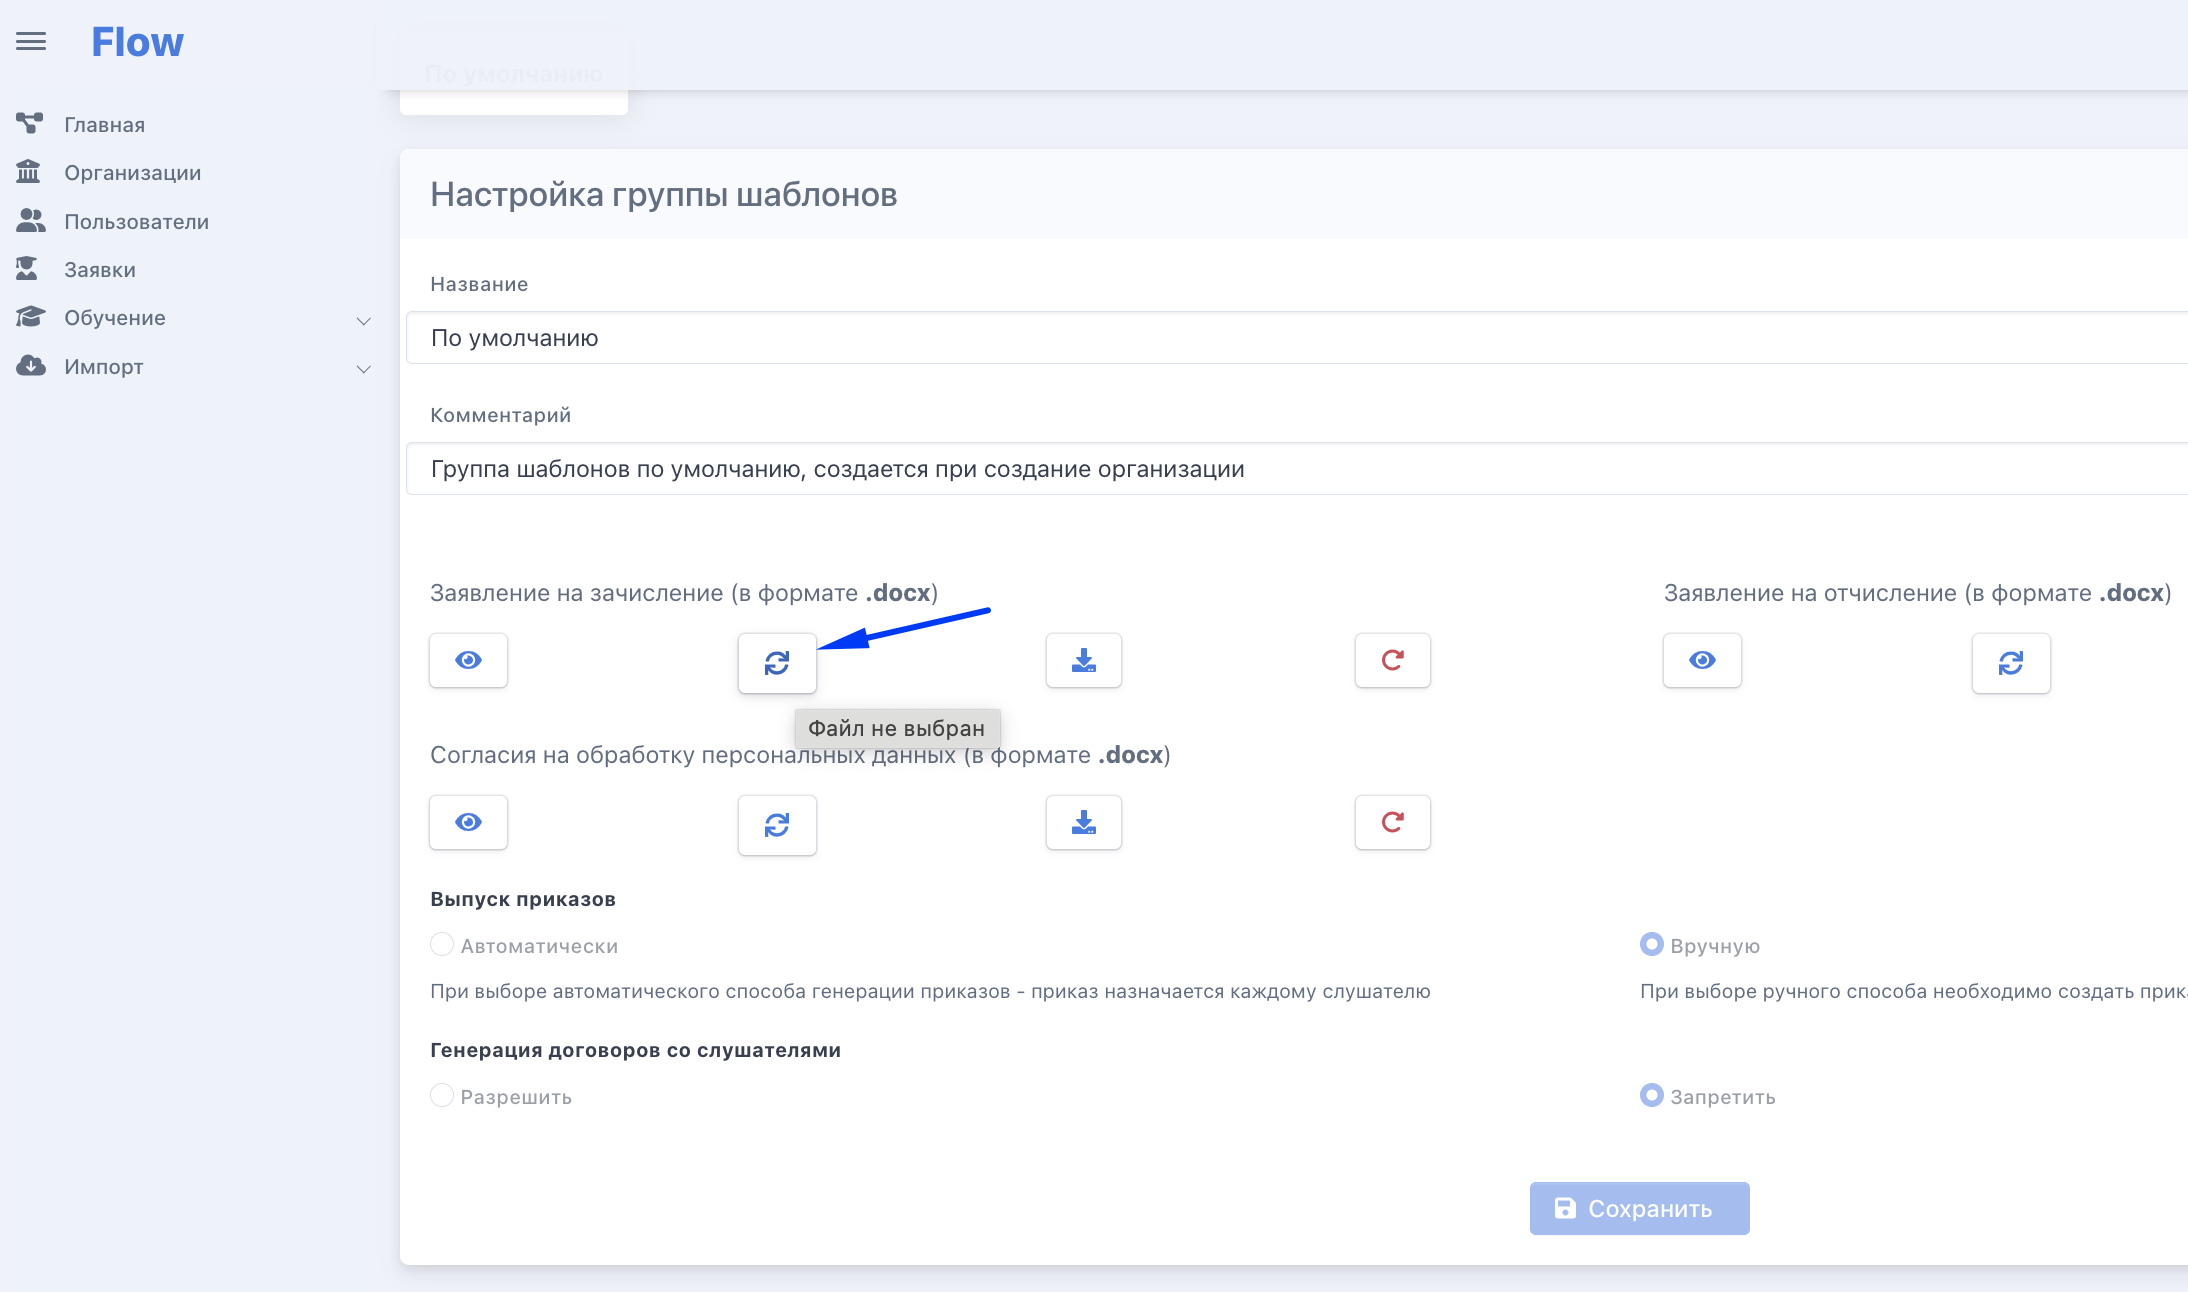 Flow
По умолчанию
Главная
Организации
Пользователи
Заявки
Обучение
Импорт
Настройка группы шаблонов
Название
По умолчанию
Комментарий
Группа шаблонов по умолчанию, создается при создание организации
Заявление на зачисление (в формате .docx)
Заявление на отчисление (в формате .docx)
Файл не выбран
Согласия на обработку персональных данных (в формате .docx)
Выпуск приказов
Автоматически
Вручную
При выборе автоматического способа генерации приказов - приказ назначается каждому слушателю
При выборе ручного способа необходимо создать
Генерация договоров со слушателями
Разрешить
Запретить
Сохранить